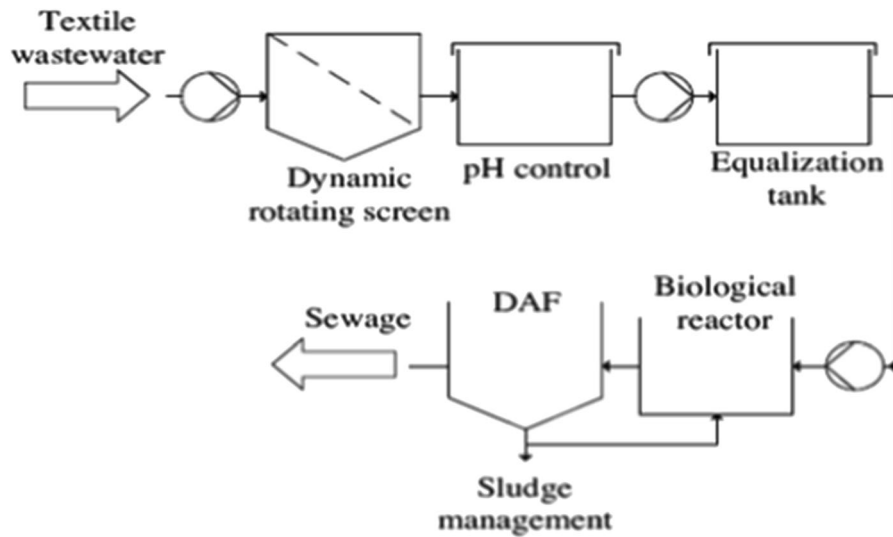 Textile
wastewater
Dynamic
rotating screen
pH control
Equalization
tank
Sewage
DAF
Biological
reactor
Sludge
management